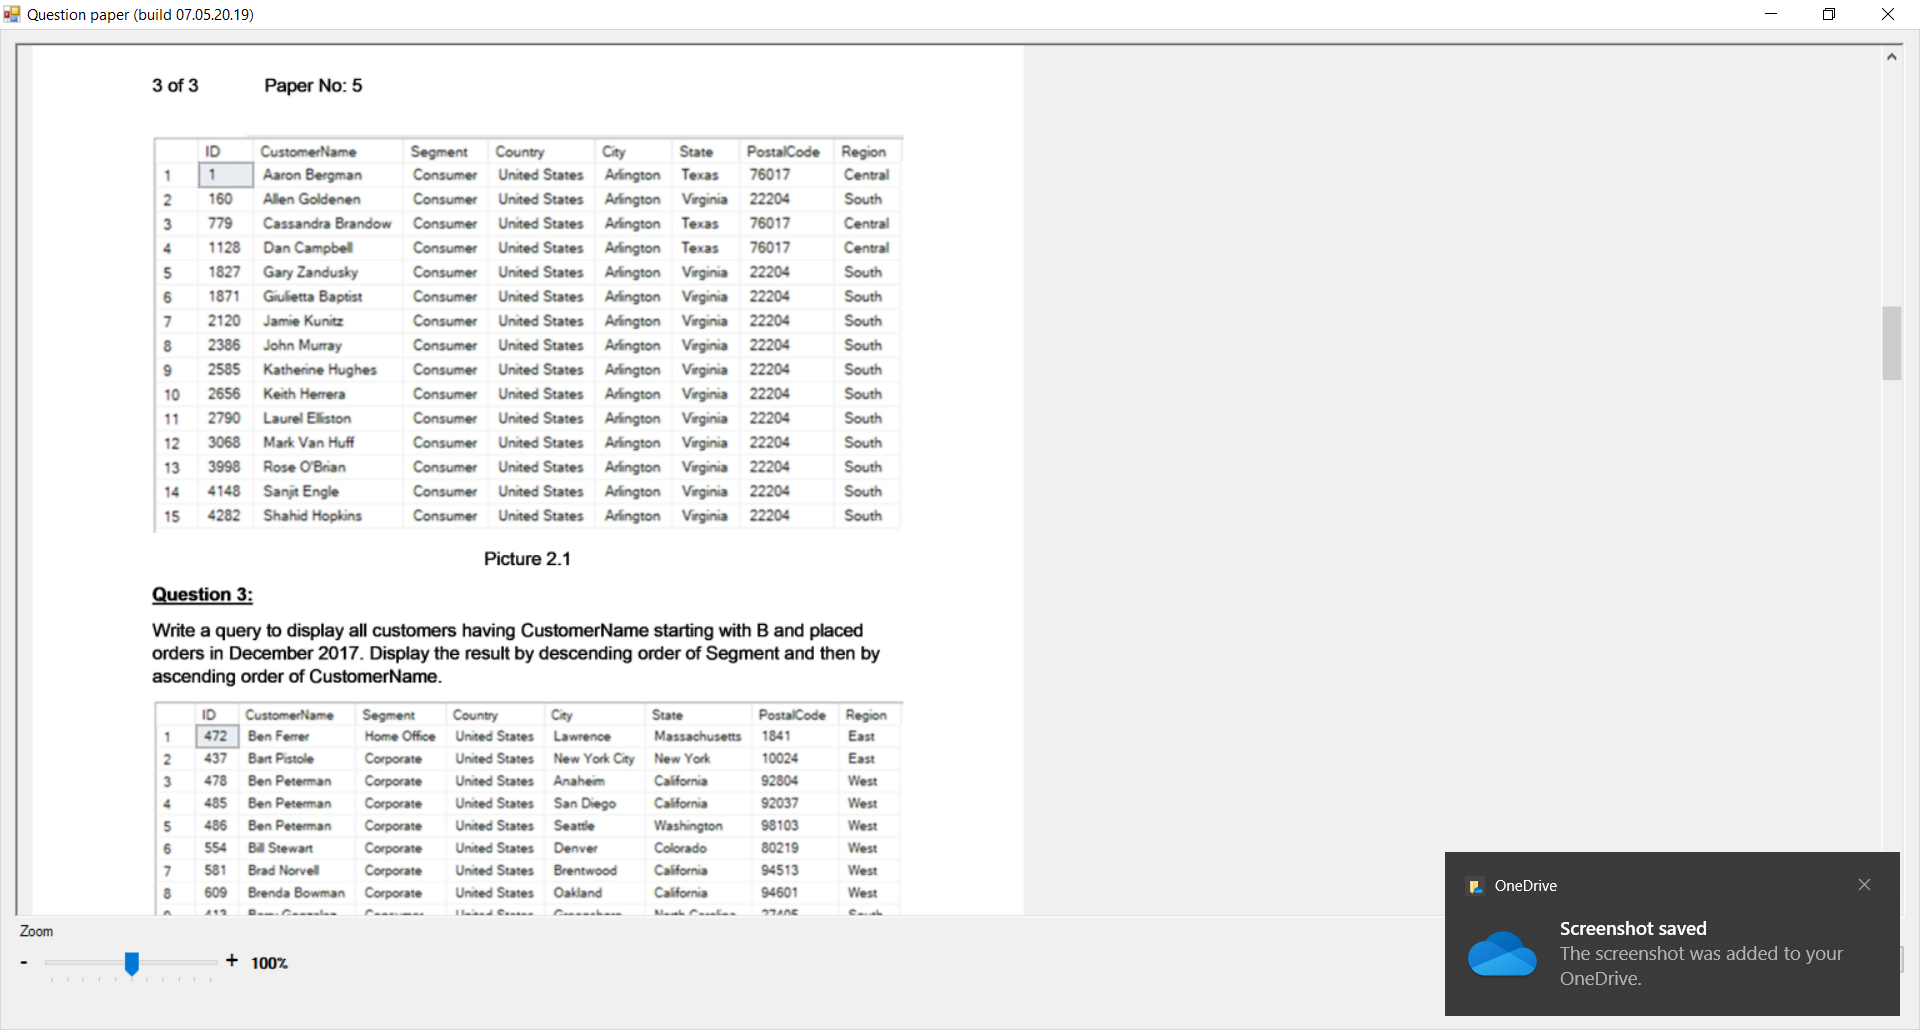 Question paper (build 07.05.20.19)
3 of 3 Paper No: 5
ID CustomerName Segment Country City State PostalCode Region
1 1 Aaron Bergman Consumer United States Arlington Texas 76017 Central
2 160 Allen Goldenen Consumer United States Arlington Virginia 22204 South
3 779 Cassandra Brandow Consumer United States Arlington Texas 76017 Central
4 1128 Dan Campbell Consumer United States Arlington Texas 76017 Central
5 1827 Gary Zandusky Consumer United States Arlington Virginia 22204 South
6 1871 Giulietta Baptist Consumer United States Arlington Virginia 22204 South
7 2120 Jamie Kunitz Consumer United States Arlington Virginia 22204 South
8 2386 John Murray Consumer United States Arlington Virginia 22204 South
9 2585 Katherine Hughes Consumer United States Arlington Virginia 22204 South
10 2656 Keith Herrera Consumer United States Arlington Virginia 22204 South
11 2790 Laurel Elliston Consumer United States Arlington Virginia 22204 South
12 3068 Mark Van Huff Consumer United States Arlington Virginia 22204 South
13 3998 Rose O'Brian Consumer United States Arlington Virginia 22204 South
14 4148 Sanjit Engle Consumer United States Arlington Virginia 22204 South
15 4282 Shahid Hopkins Consumer United States Arlington Virginia 22204 South
Picture 2.1
Question 3:
Write a query to display all customers having CustomerName starting with B and placed
orders in December 2017. Display the result by descending order of Segment and then by
ascending order of CustomerName.
ID CustomerName Segment Country City State PostalCode Region
1 472 Ben Ferrer Home Office United States Lawrence Massachusetts 1841 East
2 437 Bart Pistole Corporate United States New York City New York 10024 East
3 478 Ben Peterman Corporate United States Anaheim California 92804 West
4 485 Ben Peterman Corporate United States San Diego California 92037 West
5 486 Ben Peterman Corporate United States Seattle Washington 98103 West
6 554 Bill Stewart Corporate United States Denver Colorado 80219 West
7 581 Brad Norvell Corporate United States Brentwood California 94513 West
8 609 Brenda Bowman Corporate United States Oakland California 94601 West
Zoom
- + 100%
OneDrive
Screenshot saved
The screenshot was added to your
OneDrive.